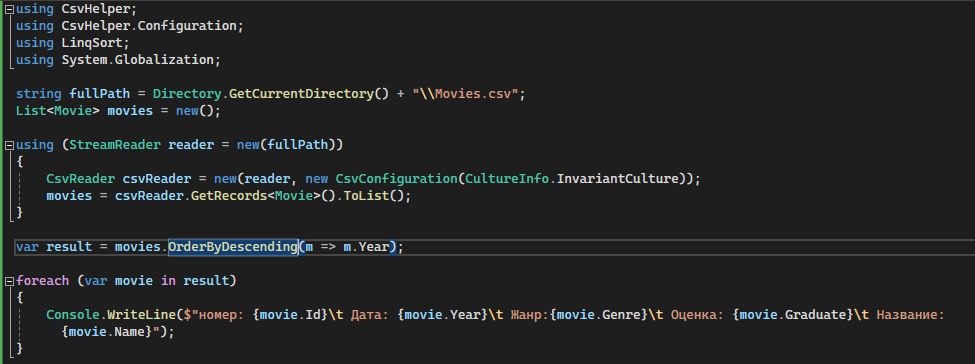 using CsvHelper;
using CsvHelper.Configuration;
using LinqSort;
using System.Globalization;
string fullPath = Directory.GetCurrentDirectory() + "\\Movies.csv";
List<Movie> movies = new();
using (StreamReader reader = new(fullPath))
{
CsvReader csvReader = new(reader, new CsvConfiguration(CultureInfo.InvariantCulture));
movies = csvReader.GetRecords<Movie>().ToList();
}
var result = movies.OrderByDescending(m => m.Year);
foreach (var movie in result)
{
Console.WriteLine($"номер: {movie.Id}\t Дата: {movie.Year}\t Жанр:{movie.Genre}\t Оценка: {movie.Graduate}\t Название:
{movie.Name}");
}